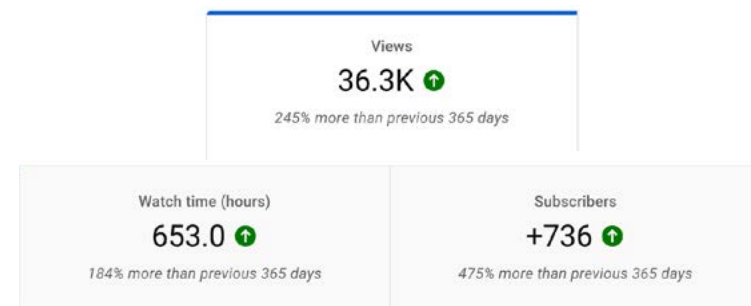 Views
36.3K
245% more than previous 365 days
Watch time (hours)
653.0
184% more than previous 365 days
Subscribers
+736
475% more than previous 365 days